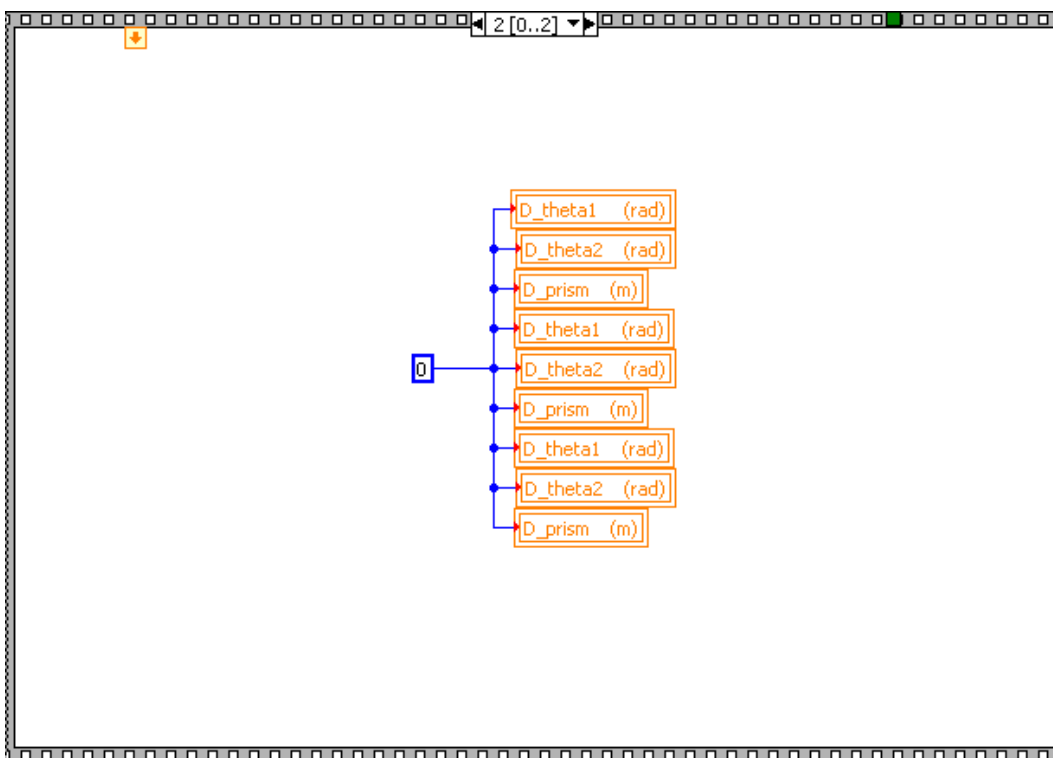 2 [0..2]
D_theta1 (rad)
D_theta2 (rad)
D_prism (m)
D_theta1 (rad)
0
D_theta2 (rad)
D_prism (m)
D_theta1 (rad)
D_theta2 (rad)
D_prism (m)